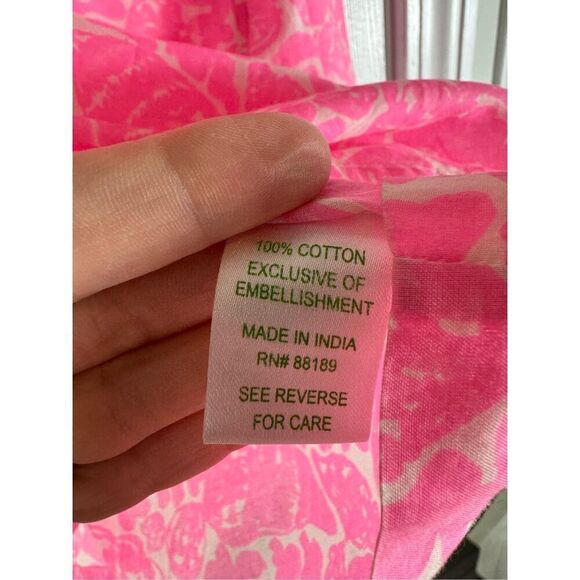 100% COTTON
EXCLUSIVE OF
EMBELLISHMENT
MADE IN INDIA
RN# 88189
SEE REVERSE
FOR CARE